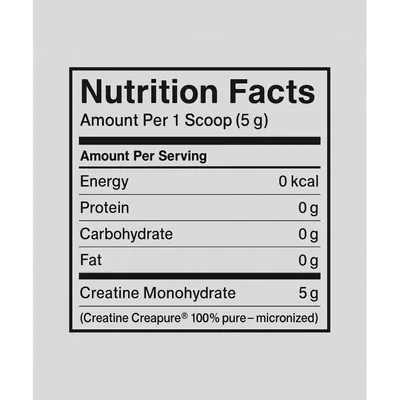 Nutrition Facts
Amount Per 1 Scoop (5 g)
Amount Per Serving
Energy 0 kcal
Protein 0 g
Carbohydrate 0 g
Fat 0 g
Creatine Monohydrate 5 g
(Creatine Creapure® 100% pure – micronized)